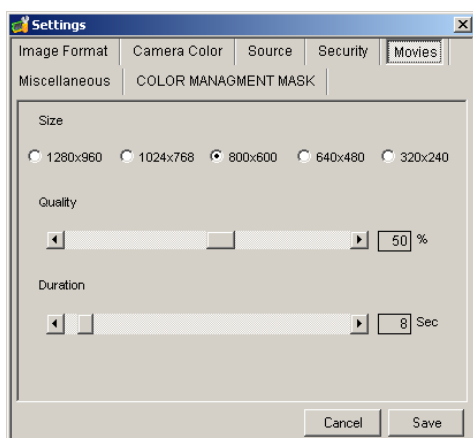 Settings
Image Format Camera Color Source Security Movies
Miscellaneous COLOR MANAGMENT MASK
Size
1280x960 1024x768 800x600 640x480 320x240
Quality
50 %
Duration
8 Sec
Cancel Save